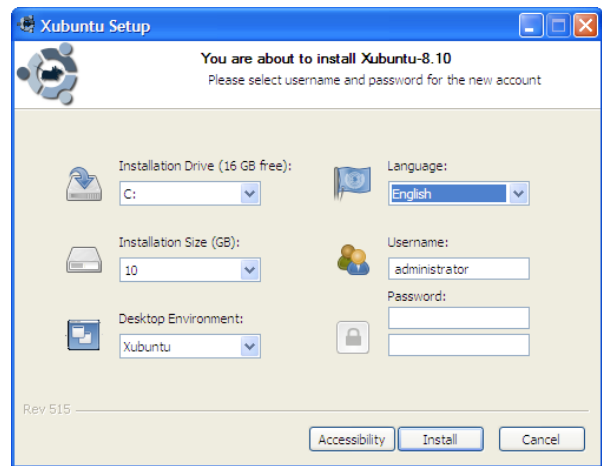 Xubuntu Setup
You are about to install Xubuntu-8.10
Please select username and password for the new account
Installation Drive (16 GB free):
C:
Language:
English
Installation Size (GB):
10
Username:
administrator
Password:
Desktop Environment:
Xubuntu
Rev 515
Accessibility
Install
Cancel